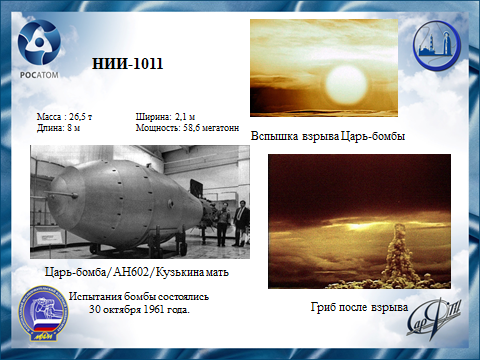 РОСАТОМ
НИИ-1011
Масса : 26,5 т
Ширина: 2,1 м
Длина: 8 м
Мощность: 58,6 мегатонн
Вспышка взрыва Царь-бомбы
Царь-бомба/АН602/Кузькина мать
Испытания бомбы состоялись
30 октября 1961 года.
Гриб после взрыва
СарФТИ